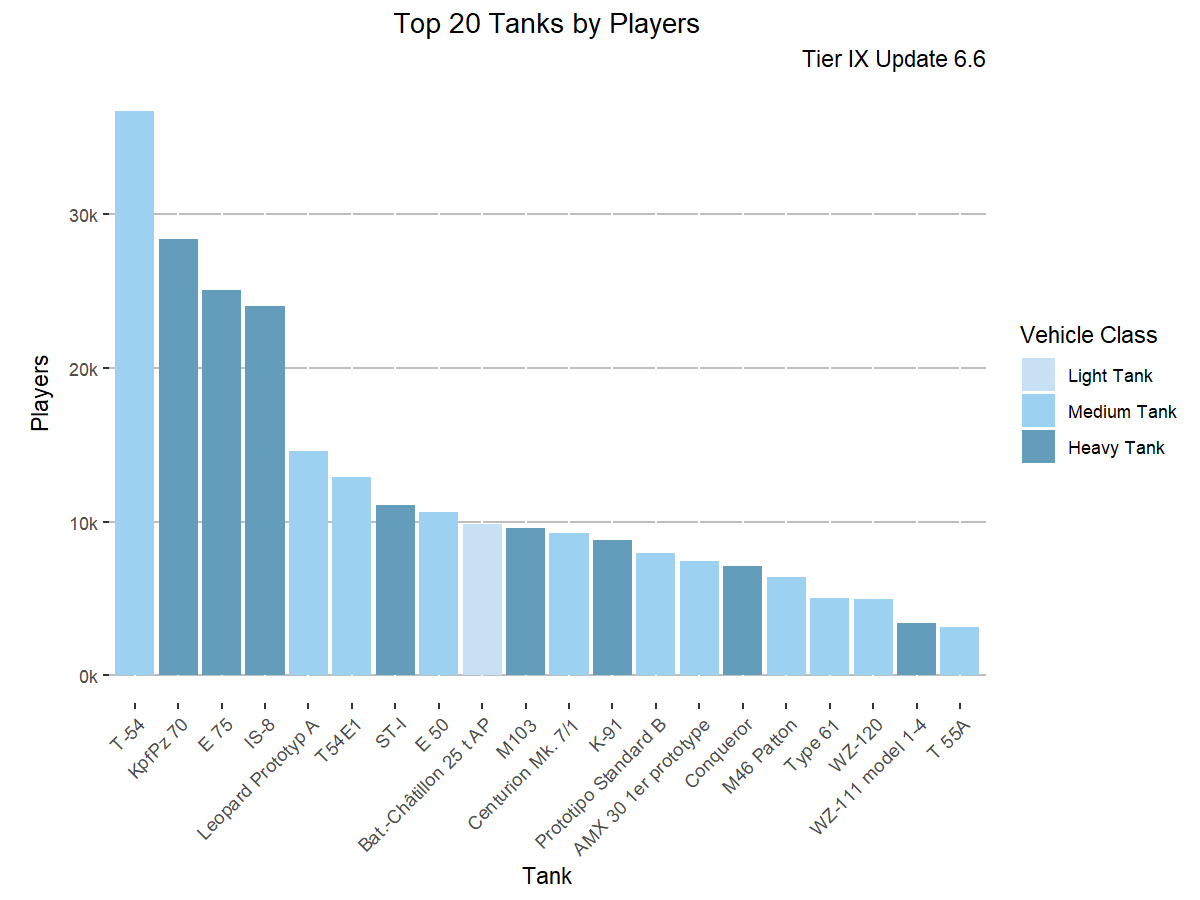 Top 20 Tanks by Players
Tier IX Update 6.6
Players
30k
20k
10k
0k
T-54
KpfPz 70
E 75
IS-8
Leopard Prototyp A
T54E1
ST-I
E 50
Bat.-Châtillon 25 t AP
M103
Centurion Mk. 7/1
K-91
Prototipo Standard B
AMX 30 1er prototype
Conqueror
M46 Patton
Type 61
WZ-120
WZ-111 model 1-4
T 55A
Tank
Vehicle Class
Light Tank
Medium Tank
Heavy Tank